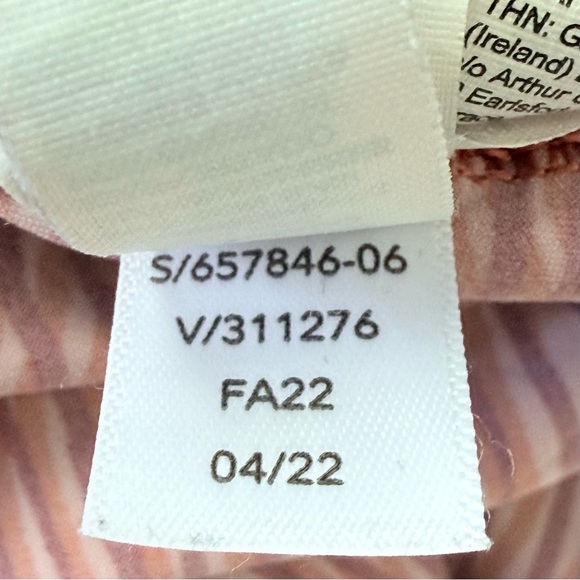 THN: G
(Ireland)
/o Arthur
Earlsfo
S/657846-06
V/311276
FA22
04/22